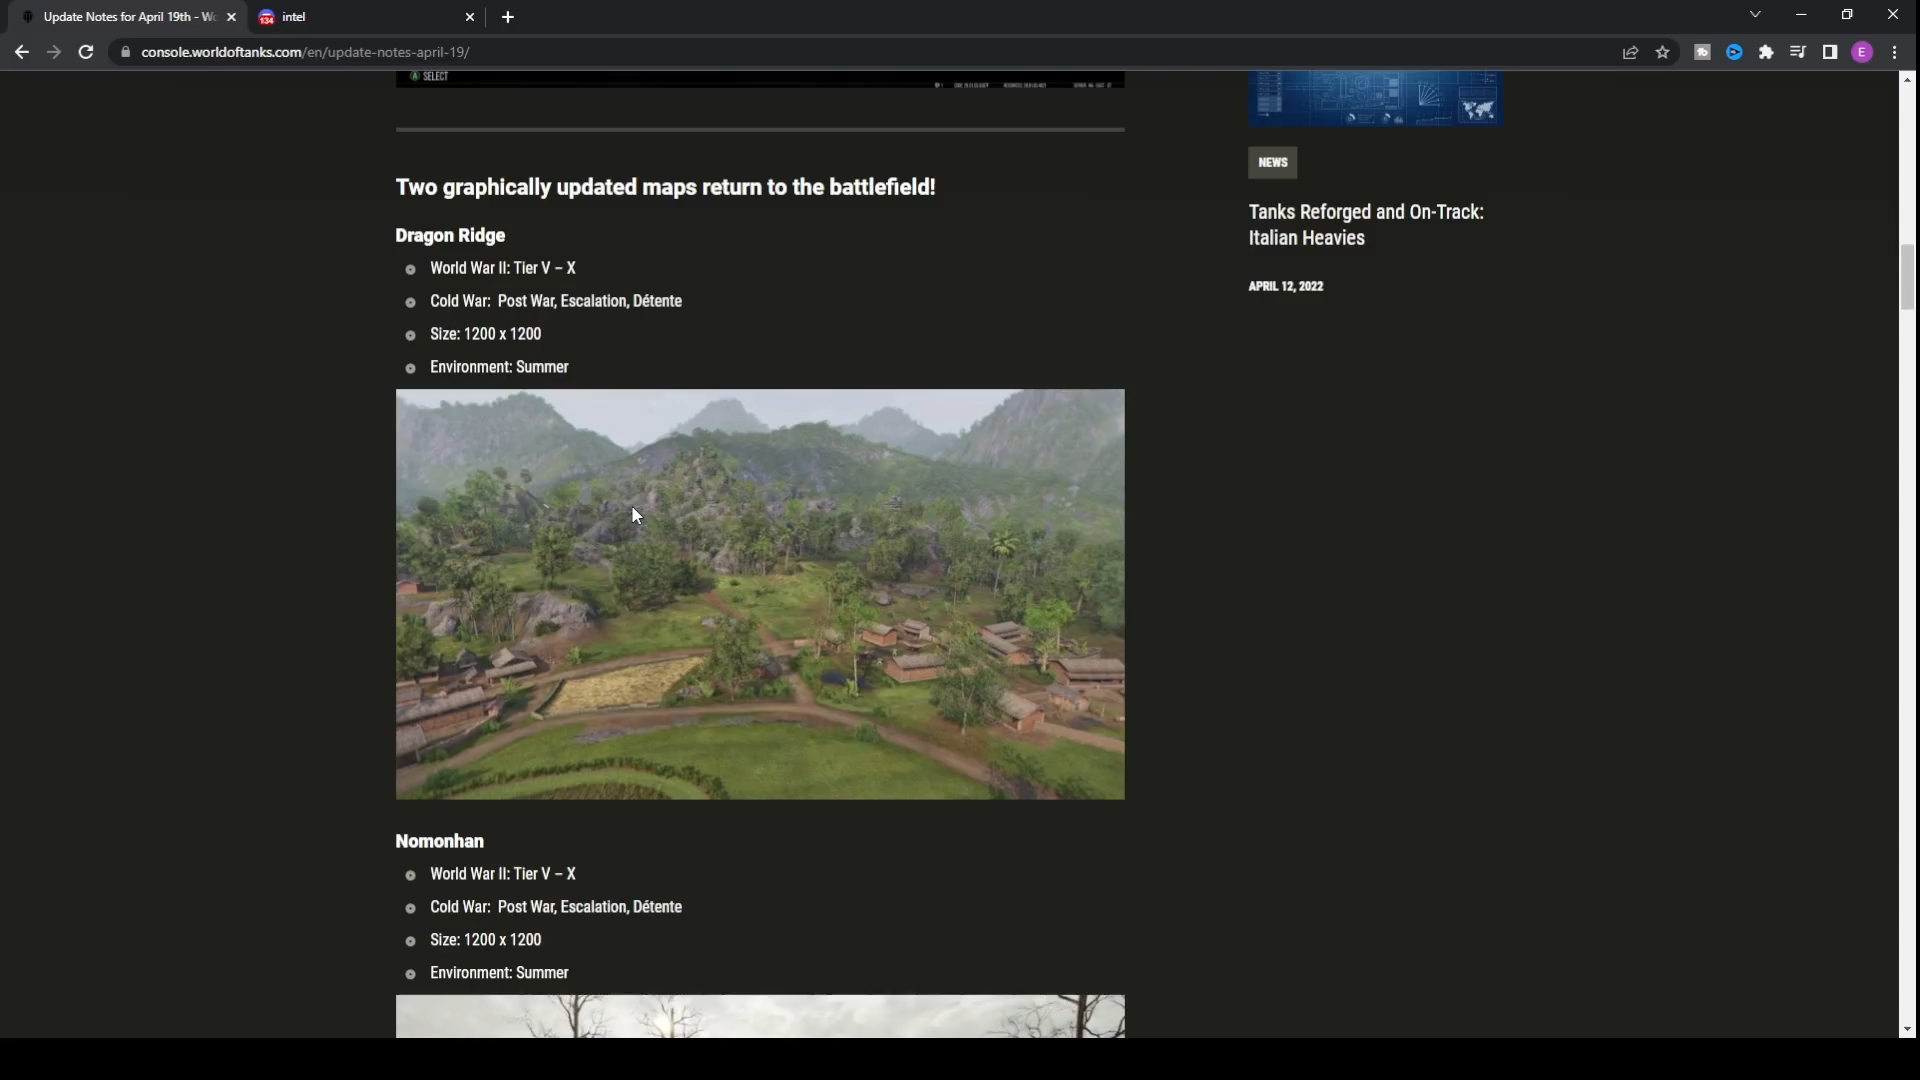 Update Notes for April 19th - Wo
134
intel
console.worldoftanks.com/en/update-notes-april-19/
E
A SELECT
Two graphically updated maps return to the battlefield!
Dragon Ridge
World War II: Tier V – X
Cold War:  Post War, Escalation, Détente
Size: 1200 x 1200
Environment: Summer
Nomonhan
World War II: Tier V – X
Cold War:  Post War, Escalation, Détente
Size: 1200 x 1200
Environment: Summer
NEWS
Tanks Reforged and On-Track:
Italian Heavies
APRIL 12, 2022